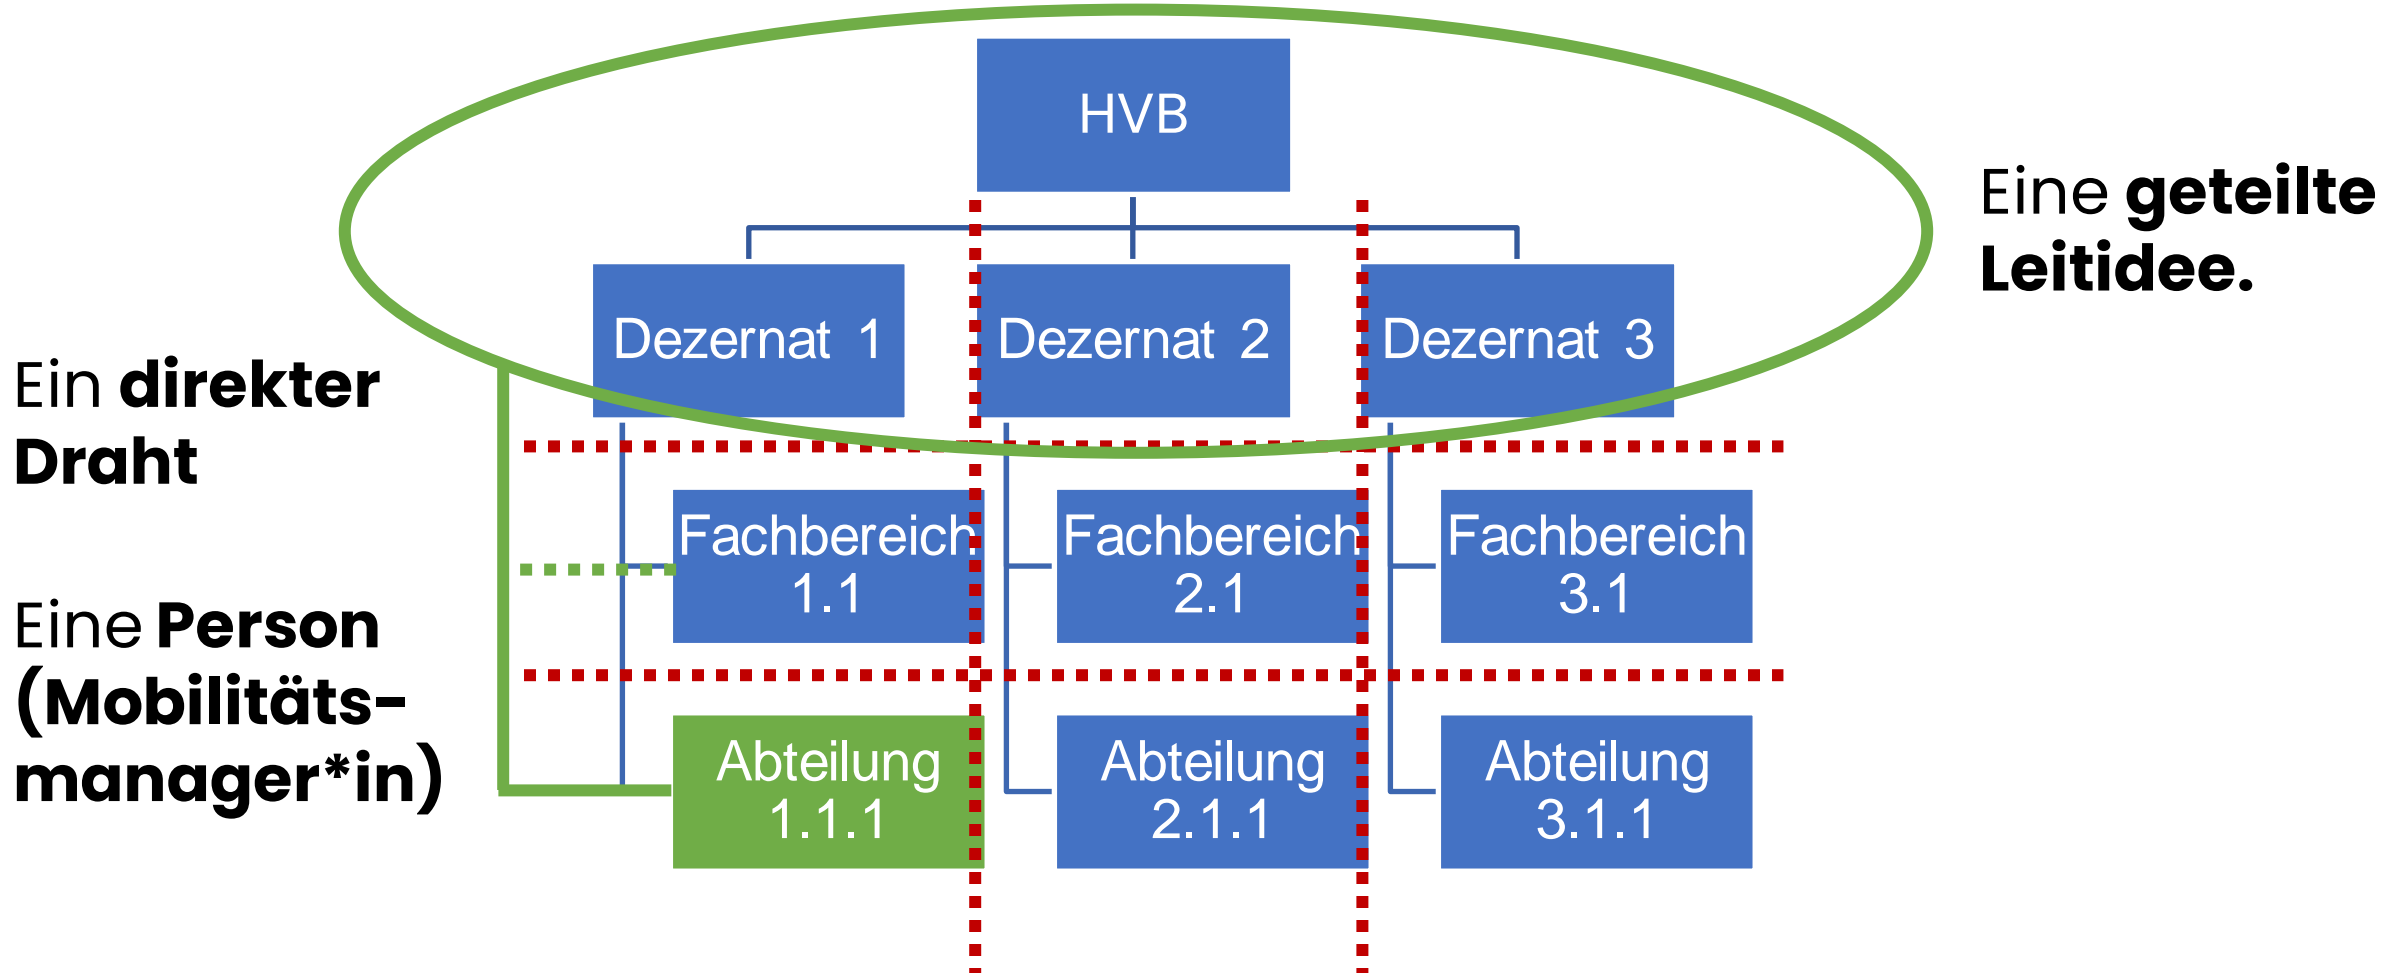 HVB
Eine geteilte
Leitidee.
Dezernat 1
Dezernat 2
Dezernat 3
Ein direkter
Draht
Fachbereich
1.1
Fachbereich
2.1
Fachbereich
3.1
Eine Person
(Mobilitäts-
manager*in)
Abteilung
1.1.1
Abteilung
2.1.1
Abteilung
3.1.1